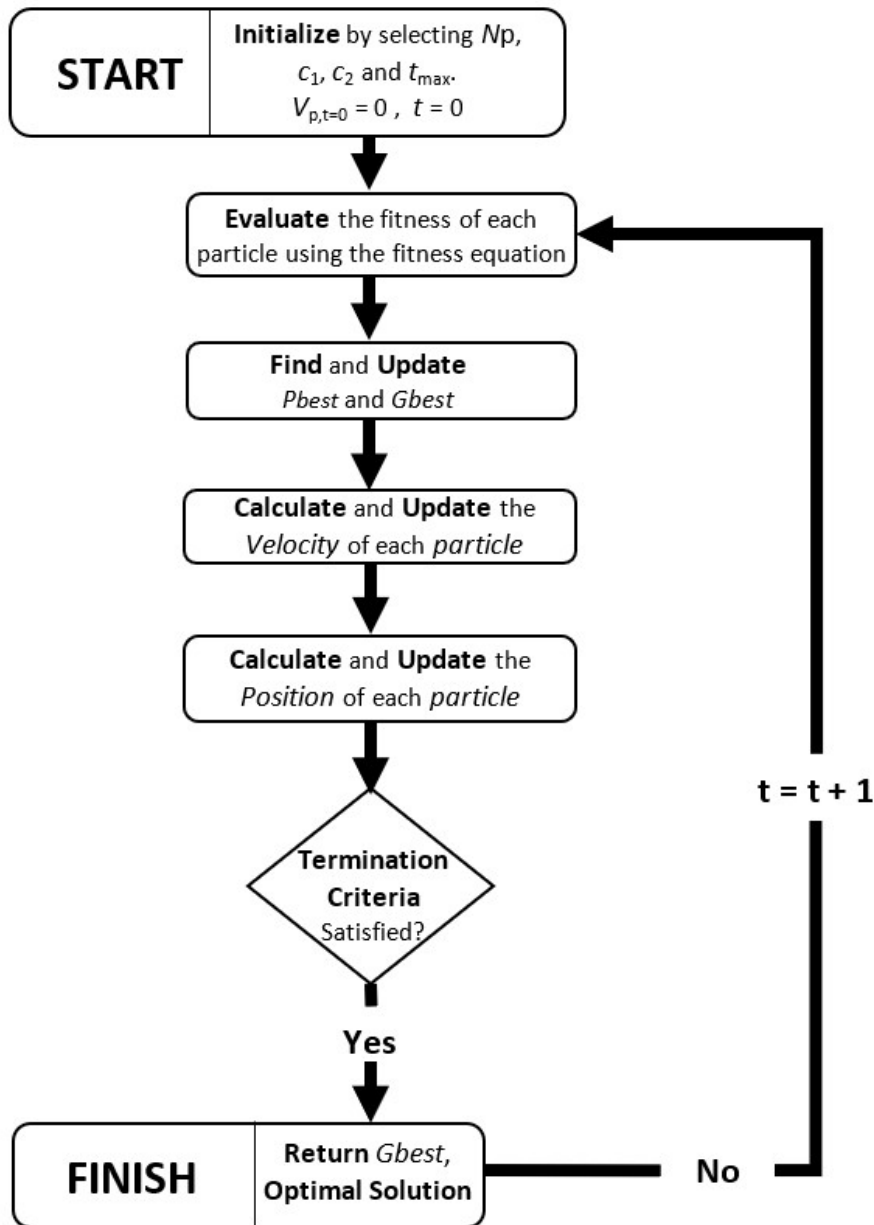 START
Initialize by selecting Np,
c1, c2 and tmax.
Vp,t=0 = 0 , t = 0
Evaluate the fitness of each
particle using the fitness equation
Find and Update
Pbest and Gbest
Calculate and Update the
Velocity of each particle
Calculate and Update the
Position of each particle
t = t + 1
Termination
Criteria
Satisfied?
Yes
FINISH
Return Gbest,
Optimal Solution
No